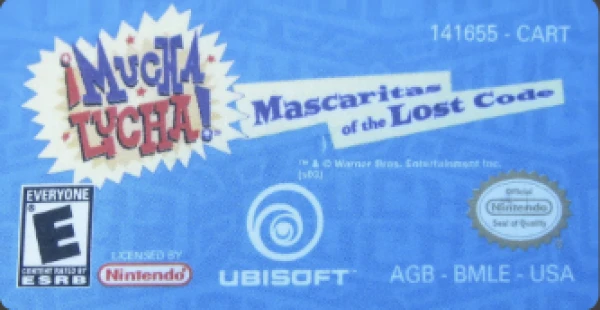 141655 - CART
¡MUCHA
LUCHA!™
Mascaritas
of the Lost Code
™ & © Warner Bros. Entertainment Inc.
(s03)
EVERYONE
E
CONTENT RATED BY
ESRB
LICENSED BY
Nintendo
UBISOFT
Official
Nintendo
Seal of Quality
AGB - BMLE - USA